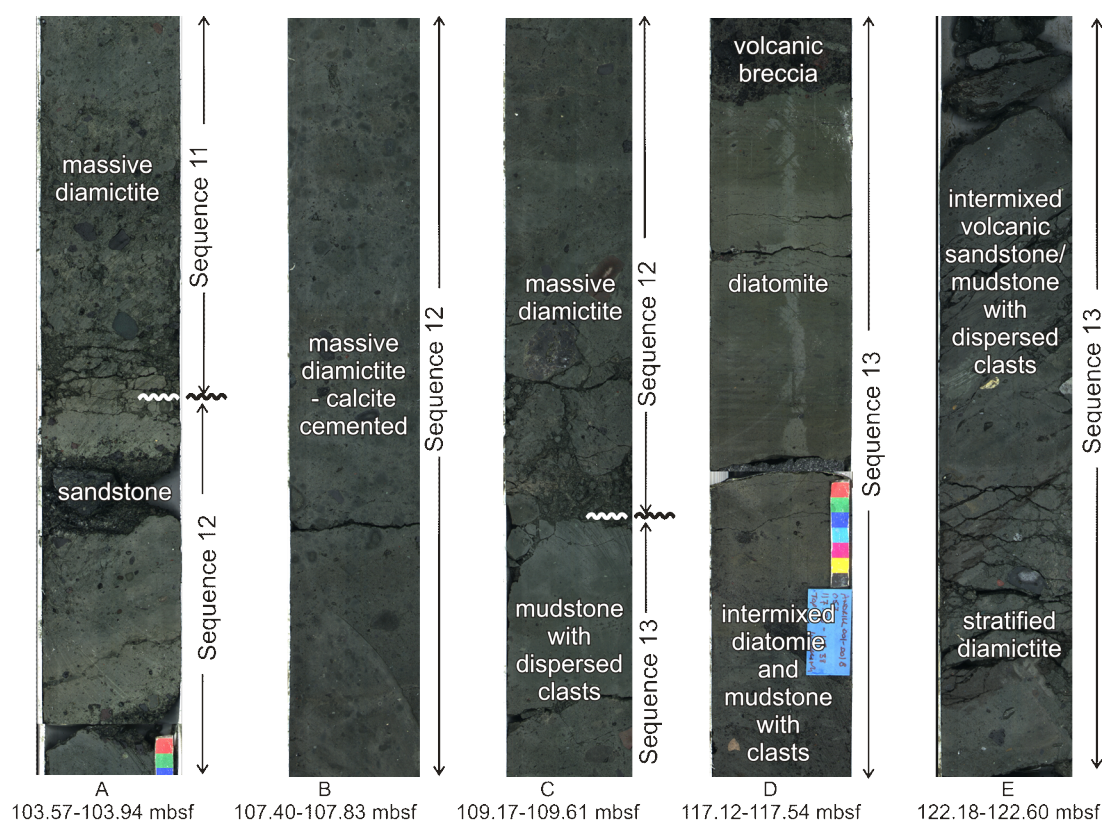 massive
diamictite
Sequence 11
sandstone
Sequence 12
A
103.57-103.94 mbsf
massive
diamictite
- calcite
cemented
Sequence 12
B
107.40-107.83 mbsf
massive
diamictite
Sequence 12
mudstone
with
dispersed
clasts
Sequence 13
C
109.17-109.61 mbsf
volcanic
breccia
diatomite
Sequence 13
intermixed
diatomie
and
mudstone
with
clasts
D
117.12-117.54 mbsf
intermixed
volcanic
sandstone/
mudstone
with
dispersed
clasts
Sequence 13
stratified
diamictite
E
122.18-122.60 mbsf